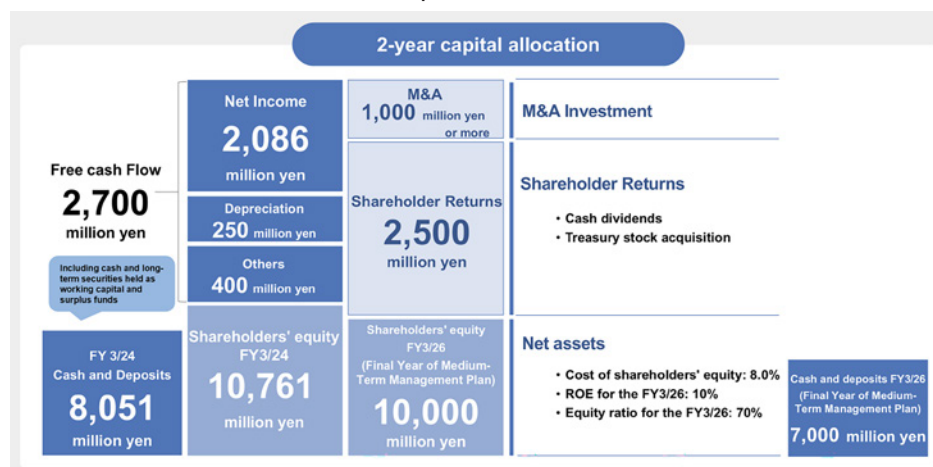 2-year capital allocation
Free cash Flow
2,700
million yen
Including cash and long-
term securities held as
working capital and
surplus funds
FY 3/24
Cash and Deposits
8,051
million yen
Net Income
2,086
million yen
Depreciation
250 million yen
Others
400 million yen
Shareholders' equity
FY3/24
10,761
million yen
M&A
1,000 million yen
or more
Shareholder Returns
2,500
million yen
Shareholders' equity
FY3/26
(Final Year of Medium-
Term Management Plan)
10,000
million yen
M&A Investment
Shareholder Returns
• Cash dividends
• Treasury stock acquisition
Net assets
• Cost of shareholders' equity: 8.0%
• ROE for the FY3/26: 10%
• Equity ratio for the FY3/26: 70%
Cash and deposits FY3/26
(Final Year of Medium-
Term Management Plan)
7,000 million yen